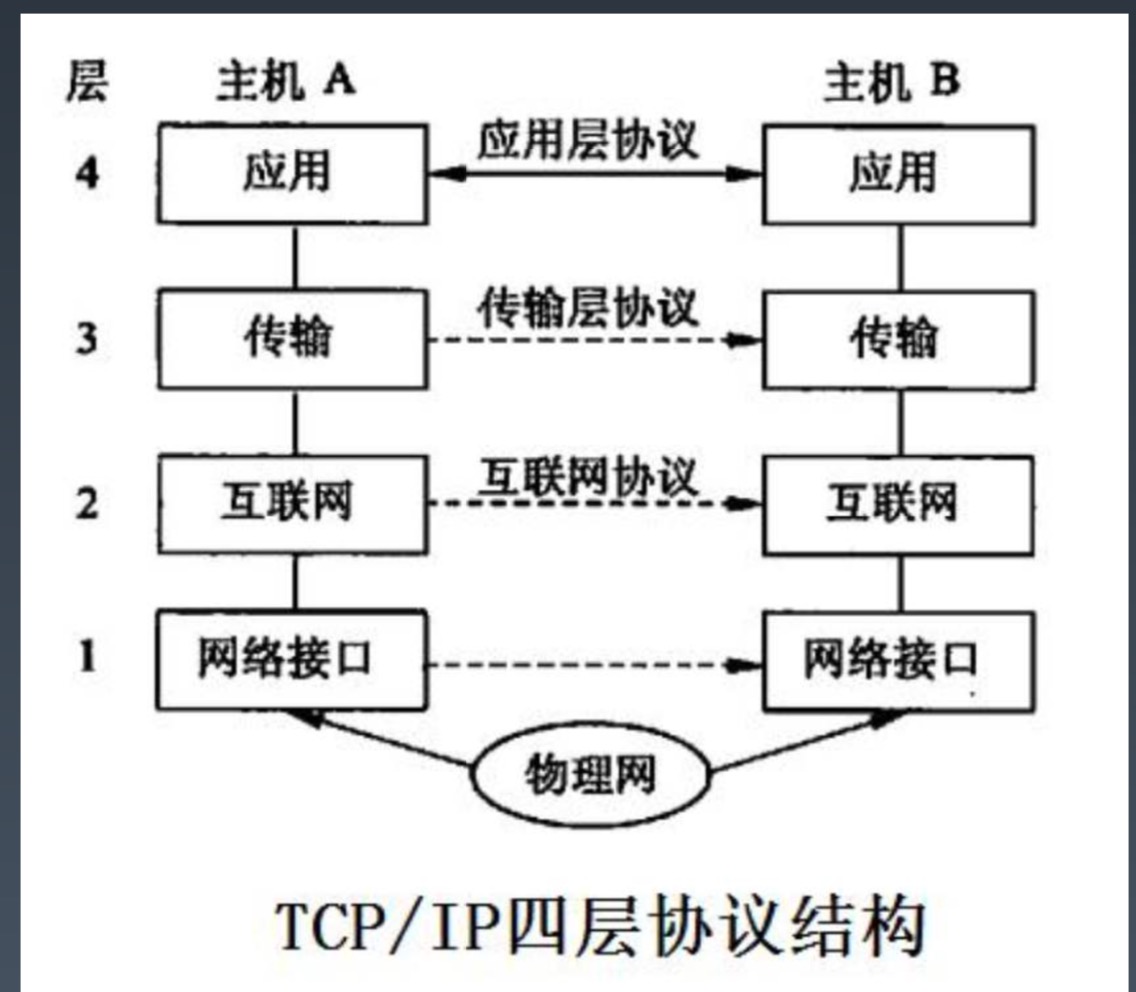 层 主机 A 主机 B
4 应用 应用层协议 应用
3 传输 传输层协议 传输
2 互联网 互联网协议 互联网
1 网络接口 网络接口
物理网
TCP/IP四层协议结构